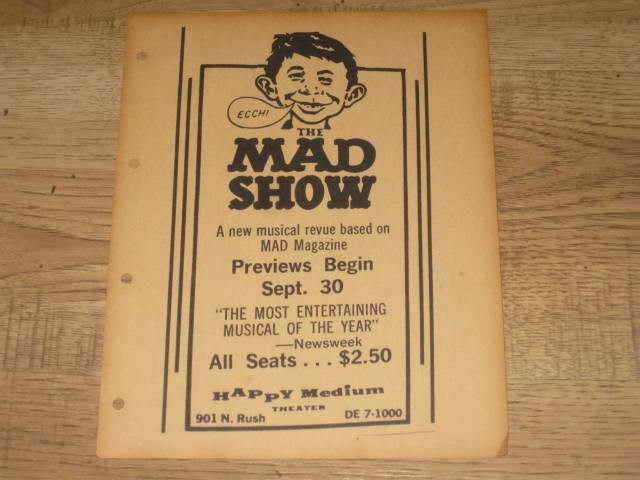 ECCH!
THE
MAD
SHOW
A new musical revue based on
MAD Magazine
Previews Begin
Sept. 30
"THE MOST ENTERTAINING
MUSICAL OF THE YEAR"
—Newsweek
All Seats . . . $2.50
HAPPY Medium
THEATER
901 N. Rush DE 7-1000